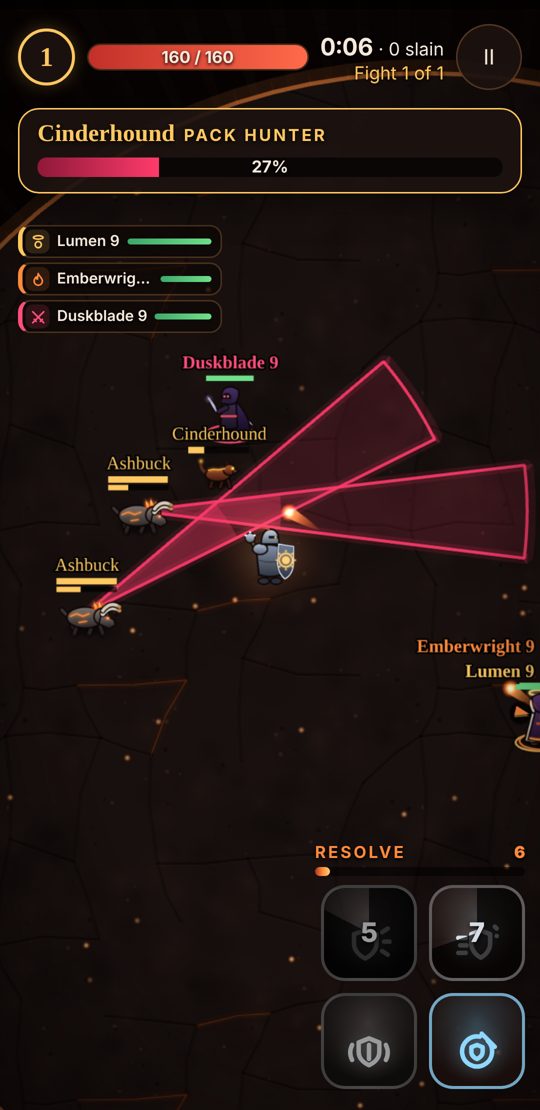 1
160 / 160
0:06 · 0 slain
Fight 1 of 1
Cinderhound PACK HUNTER
27%
Lumen 9
Emberwrig...
Duskblade 9
Duskblade 9
Cinderhound
Ashbuck
Ashbuck
Emberwright 9
Lumen 9
RESOLVE 6
5
7